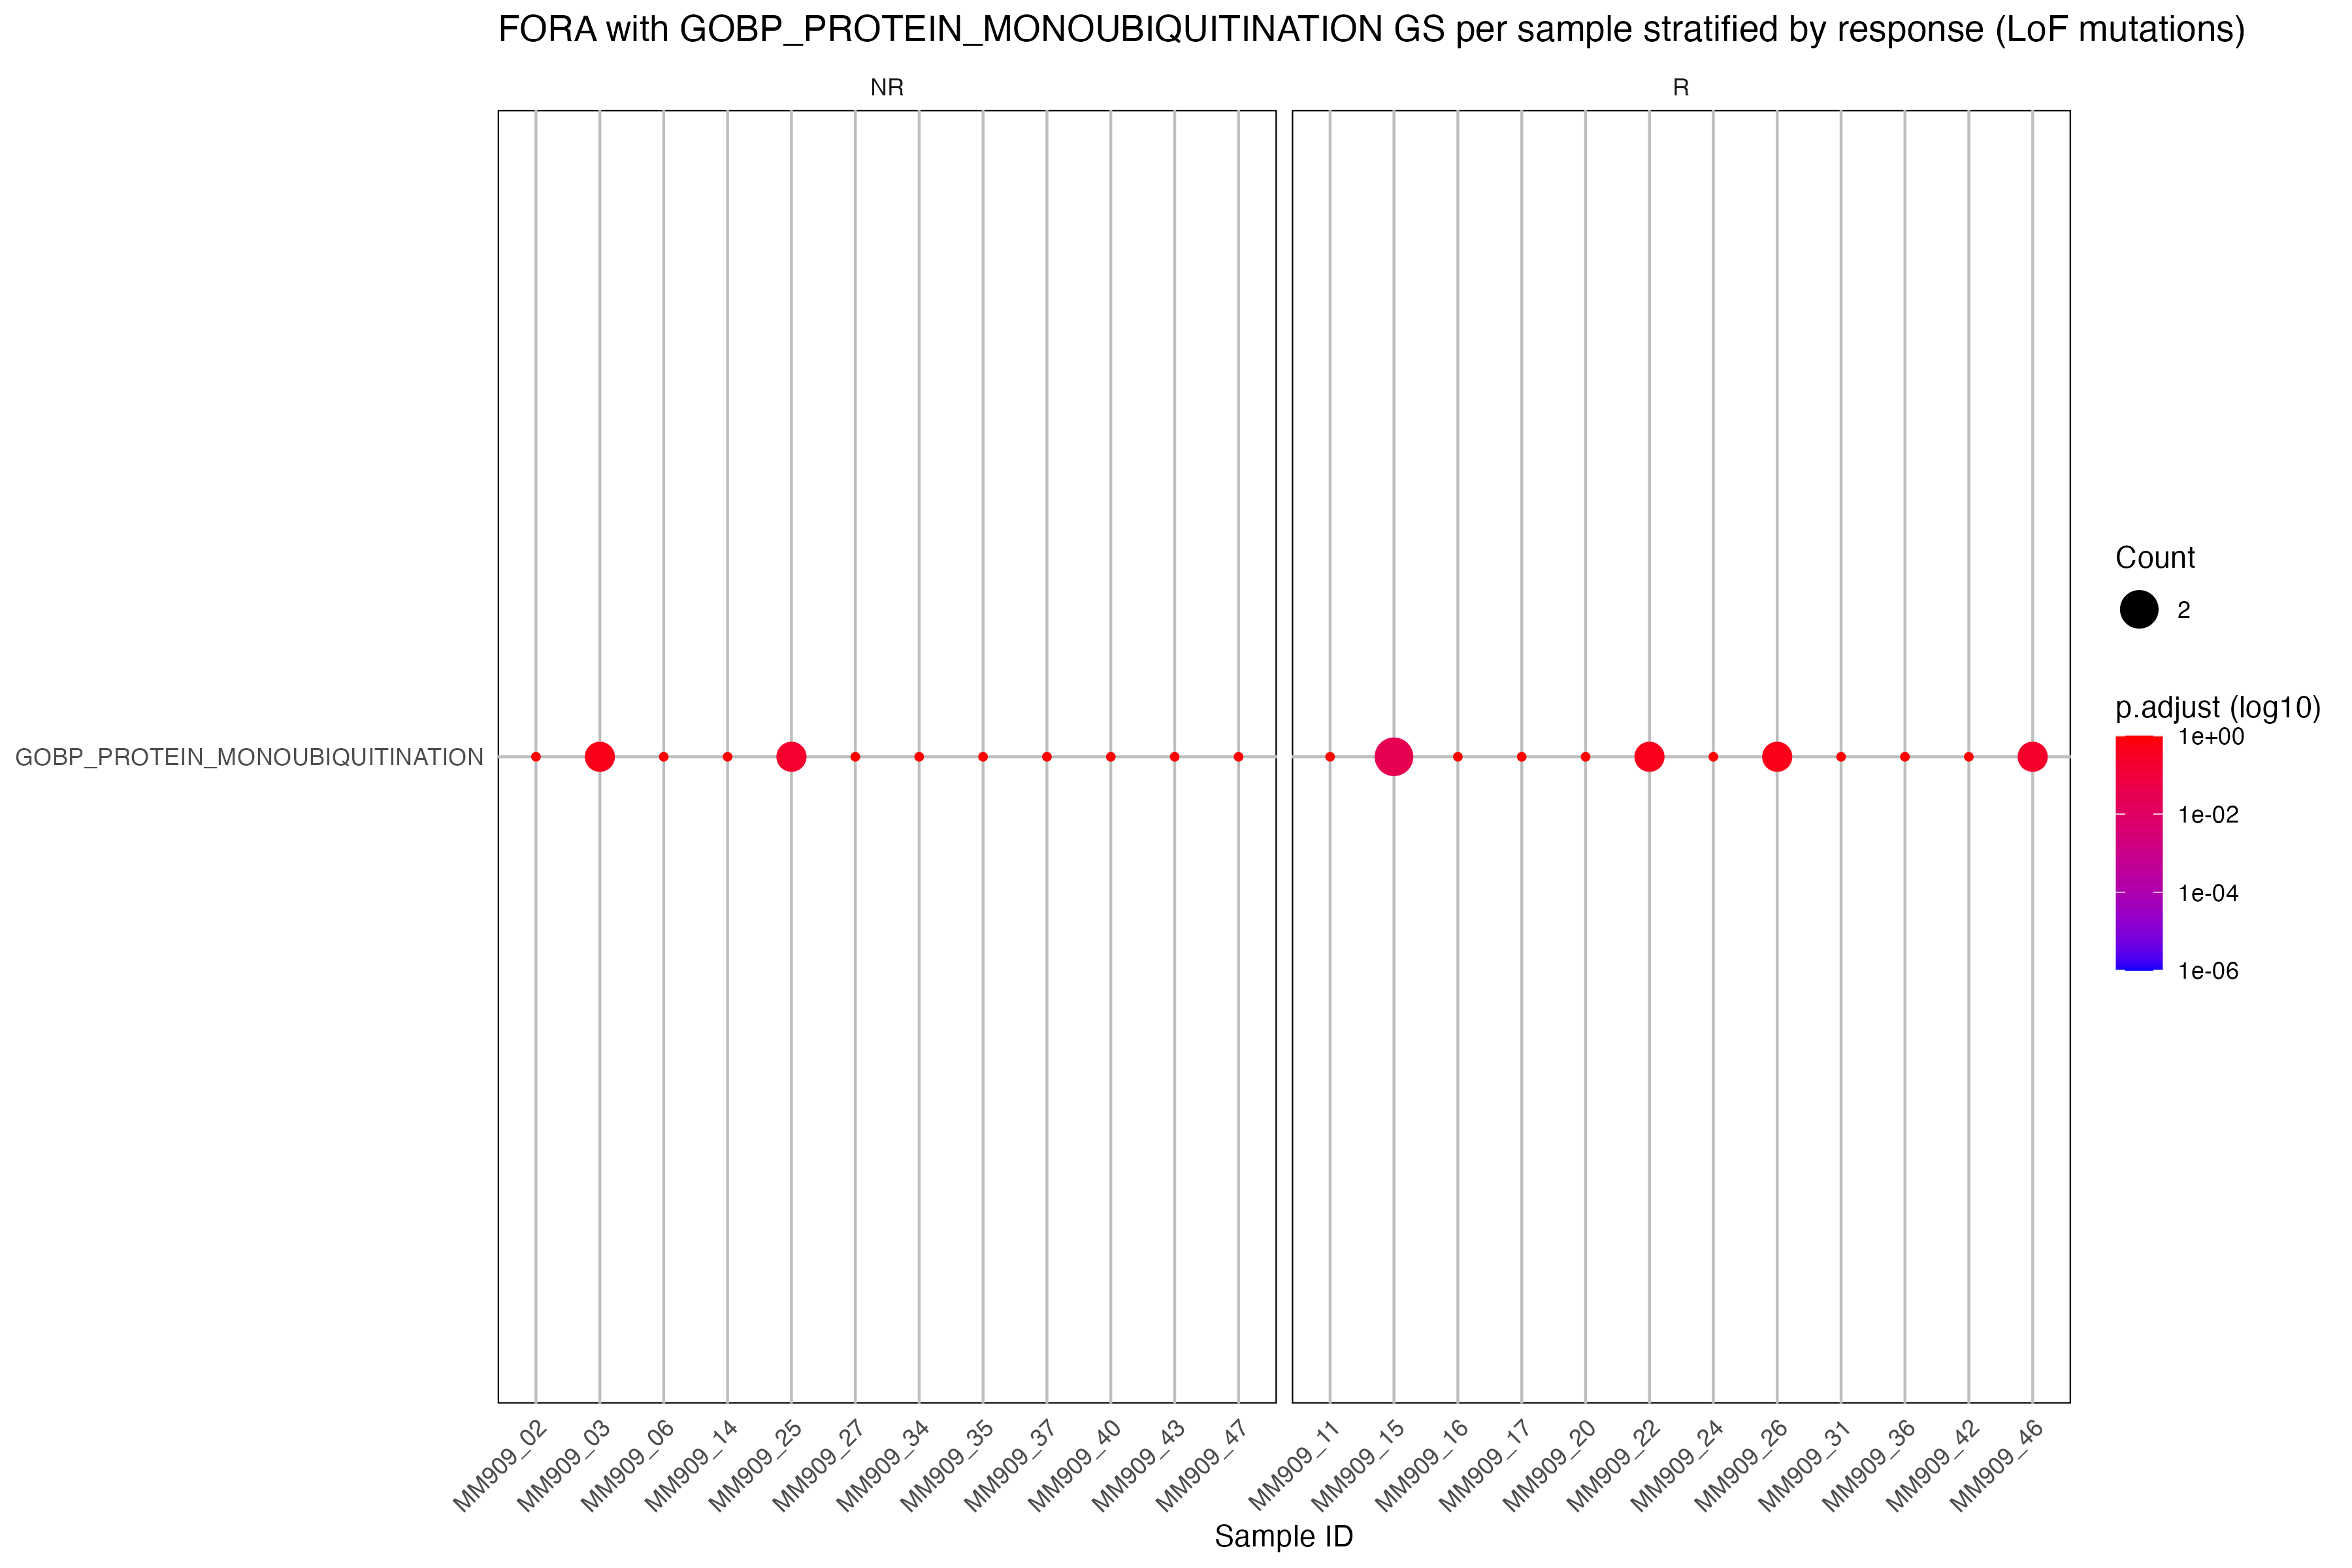 FORA with GOBP_PROTEIN_MONOUBIQUITINATION GS per sample stratified by response (LoF mutations)
NR
R
GOBP_PROTEIN_MONOUBIQUITINATION
MM909_02
MM909_03
MM909_06
MM909_14
MM909_25
MM909_27
MM909_34
MM909_35
MM909_37
MM909_40
MM909_43
MM909_47
MM909_11
MM909_15
MM909_16
MM909_17
MM909_20
MM909_22
MM909_24
MM909_26
MM909_31
MM909_36
MM909_42
MM909_46
Sample ID
Count
2
p.adjust (log10)
1e+00
1e-02
1e-04
1e-06